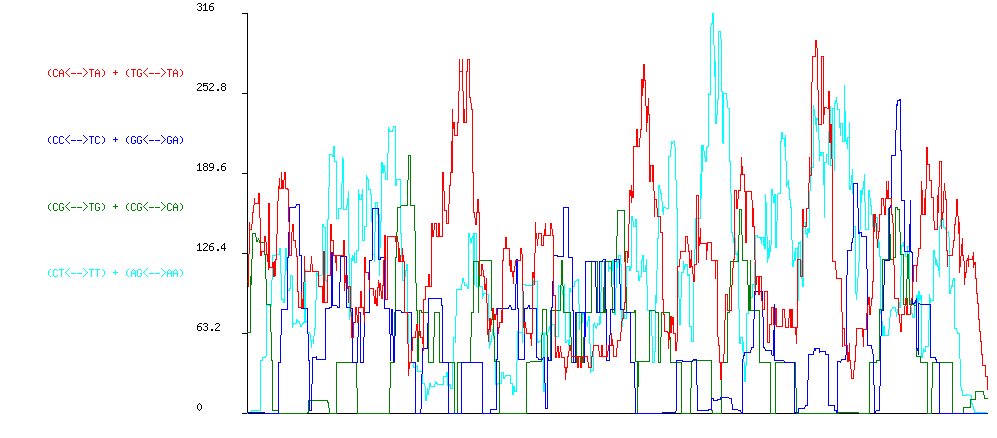 316
(CA<-->TA) + (TG<-->TA)
252.8
(CC<-->TC) + (GG<-->GA)
189.6
(CG<-->TG) + (CG<-->CA)
126.4
(CT<-->TT) + (AG<-->AA)
63.2
0